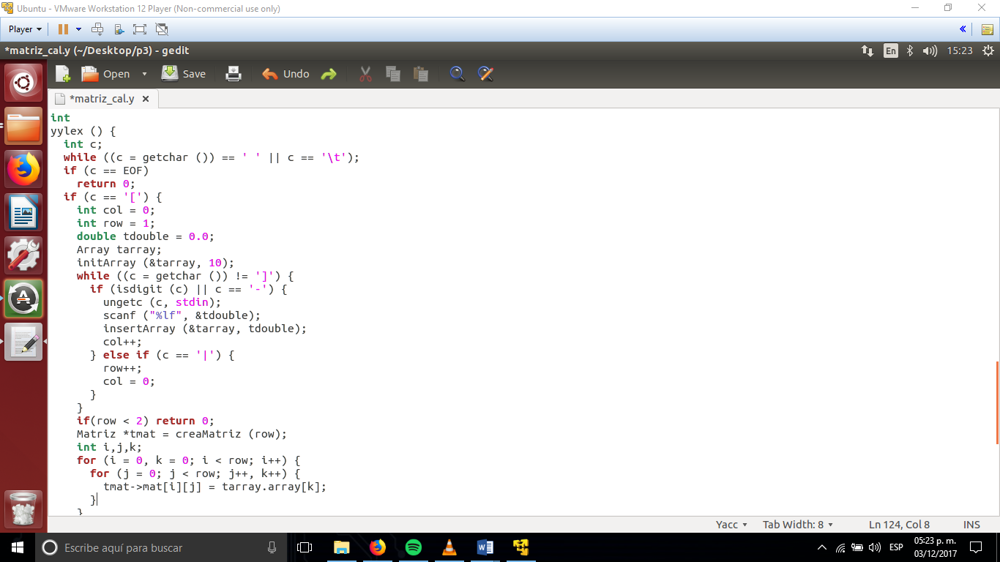 Ubuntu - VMware Workstation 12 Player (Non-commercial use only)
Player
*matriz_cal.y (~/Desktop/p3) - gedit
En
15:23
Open
Save
Undo
*matriz_cal.y
int
yylex () {
  int c;
  while ((c = getchar ()) == ' ' || c == '\t');
  if (c == EOF)
    return 0;
  if (c == '[') {
    int col = 0;
    int row = 1;
    double tdouble = 0.0;
    Array tarray;
    initArray (&tarray, 10);
    while ((c = getchar ()) != ']') {
      if (isdigit (c) || c == '-') {
        ungetc (c, stdin);
        scanf ("%lf", &tdouble);
        insertArray (&tarray, tdouble);
        col++;
      } else if (c == '|') {
        row++;
        col = 0;
      }
    }
    if(row < 2) return 0;
    Matriz *tmat = creaMatriz (row);
    int i,j,k;
    for (i = 0, k = 0; i < row; i++) {
      for (j = 0; j < row; j++, k++) {
        tmat->mat[i][j] = tarray.array[k];
      }
    }
Yacc
Tab Width: 8
Ln 124, Col 8
INS
Escribe aquí para buscar
ESP
05:23 p. m.
03/12/2017